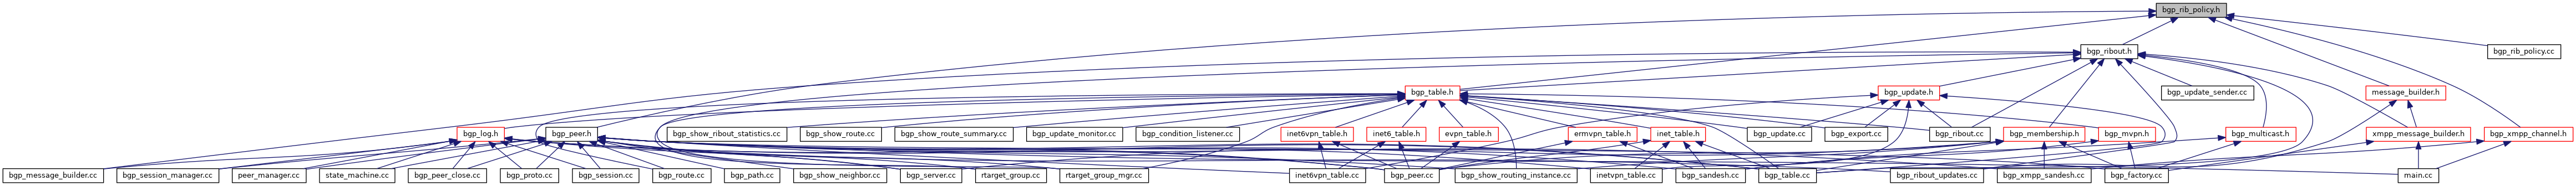 bgp_rib_policy.h
bgp_ribout.h
bgp_rib_policy.cc
bgp_table.h
bgp_update.h
bgp_update_sender.cc
message_builder.h
bgp_log.h
bgp_peer.h
bgp_show_ribout_statistics.cc
bgp_show_route.cc
bgp_show_route_summary.cc
bgp_update_monitor.cc
bgp_condition_listener.cc
inet6vpn_table.h
inet6_table.h
evpn_table.h
ermvpn_table.h
inet_table.h
bgp_update.cc
bgp_export.cc
bgp_ribout.cc
bgp_membership.h
bgp_mvpn.h
bgp_multicast.h
xmpp_message_builder.h
bgp_xmpp_channel.h
bgp_message_builder.cc
bgp_session_manager.cc
peer_manager.cc
state_machine.cc
bgp_peer_close.cc
bgp_proto.cc
bgp_session.cc
bgp_route.cc
bgp_path.cc
bgp_show_neighbor.cc
bgp_server.cc
rtarget_group.cc
rtarget_group_mgr.cc
inet6vpn_table.cc
bgp_peer.cc
bgp_show_routing_instance.cc
inetvpn_table.cc
bgp_sandesh.cc
bgp_table.cc
bgp_ribout_updates.cc
bgp_xmpp_sandesh.cc
bgp_factory.cc
main.cc